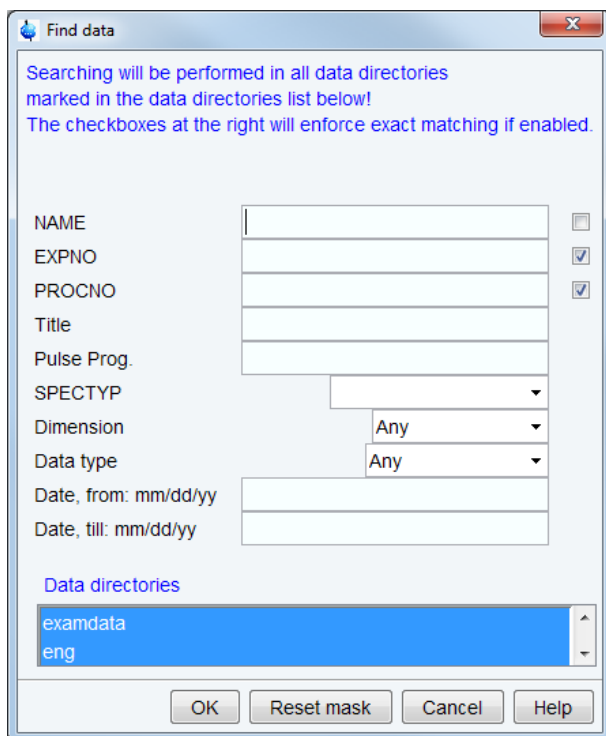 Find data
Searching will be performed in all data directories
marked in the data directories list below!
The checkboxes at the right will enforce exact matching if enabled.
NAME
EXPNO
PROCNO
Title
Pulse Prog.
SPECTYP
Dimension Any
Data type Any
Date, from: mm/dd/yy
Date, till: mm/dd/yy
Data directories
examdata
eng
OK Reset mask Cancel Help